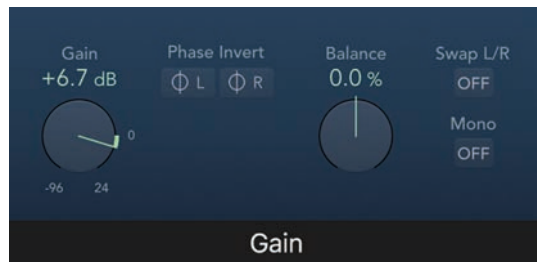 Gain
+6.7 dB
0
-96 24
Phase Invert
L R
Balance
0.0 %
Swap L/R
OFF
Mono
OFF
Gain